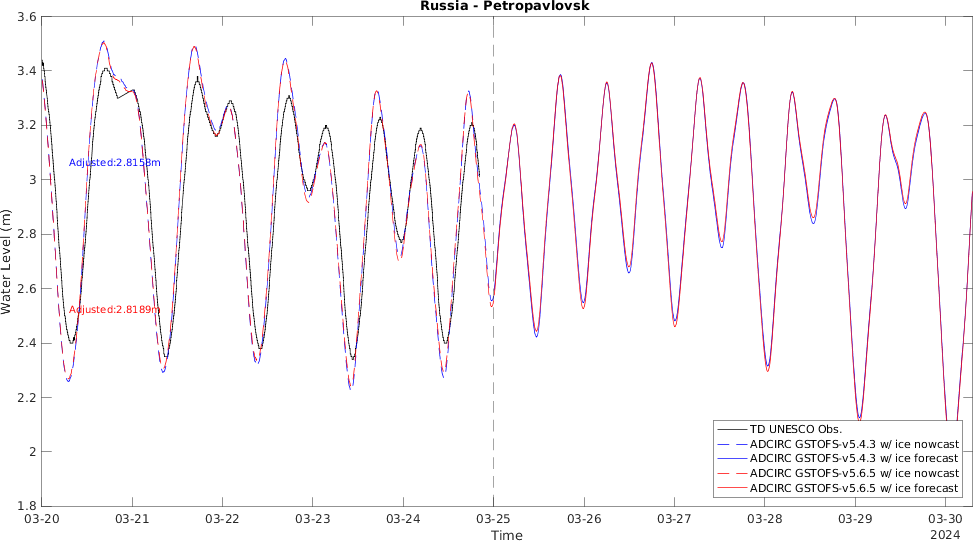 Russia - Petropavlovsk
3.6
3.4
3.2
3
2.8
2.6
2.4
2.2
2
1.8
Water Level (m)
Adjusted:2.8158m
Adjusted:2.8189m
TD UNESCO Obs.
ADCIRC GSTOFS-v5.4.3 w/ ice nowcast
ADCIRC GSTOFS-v5.4.3 w/ ice forecast
ADCIRC GSTOFS-v5.6.5 w/ ice nowcast
ADCIRC GSTOFS-v5.6.5 w/ ice forecast
03-20 03-21 03-22 03-23 03-24 03-25 03-26 03-27 03-28 03-29 03-30
Time
2024